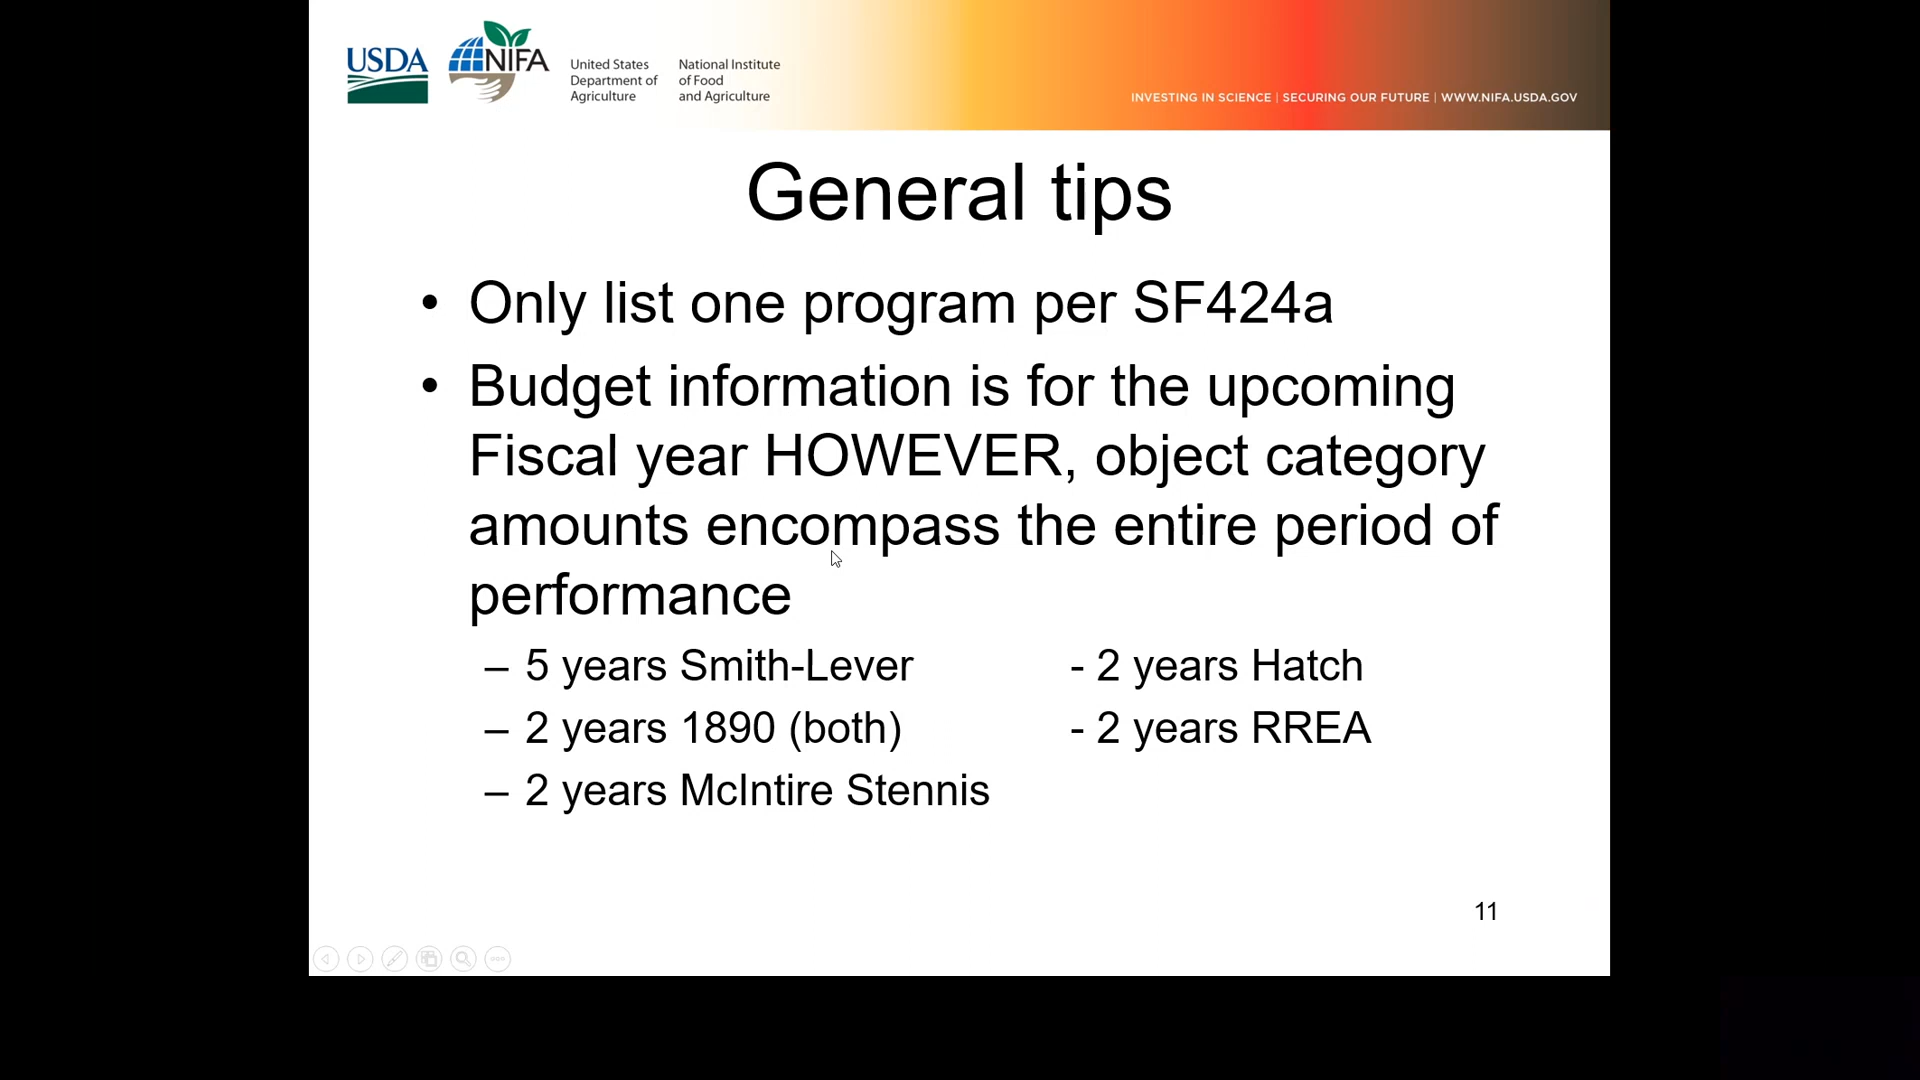 USDA
NIFA
United States
Department of
Agriculture
National Institute
of Food
and Agriculture
INVESTING IN SCIENCE | SECURING OUR FUTURE | WWW.NIFA.USDA.GOV
General tips
• Only list one program per SF424a
• Budget information is for the upcoming
Fiscal year HOWEVER, object category
amounts encompass the entire period of
performance
– 5 years Smith-Lever - 2 years Hatch
– 2 years 1890 (both) - 2 years RREA
– 2 years McIntire Stennis
11